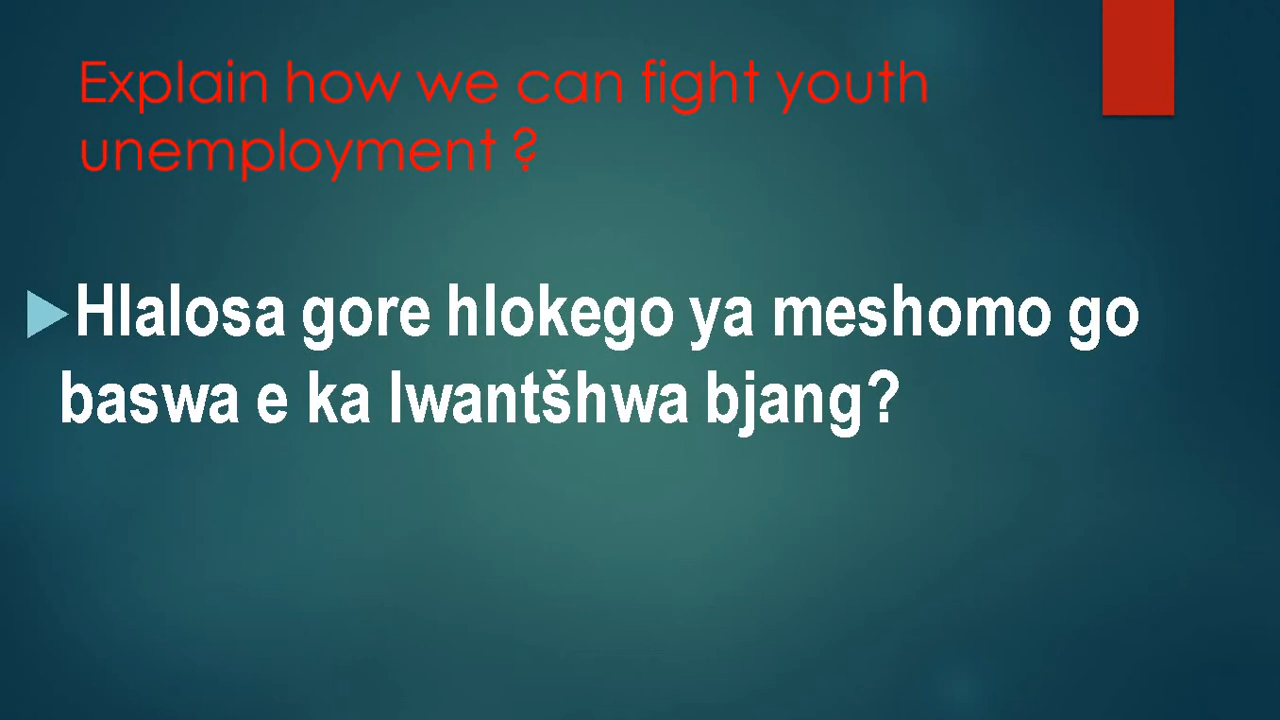 Explain how we can fight youth
unemployment ?
Hlalosa gore hlokego ya meshomo go
baswa e ka lwantšhwa bjang?